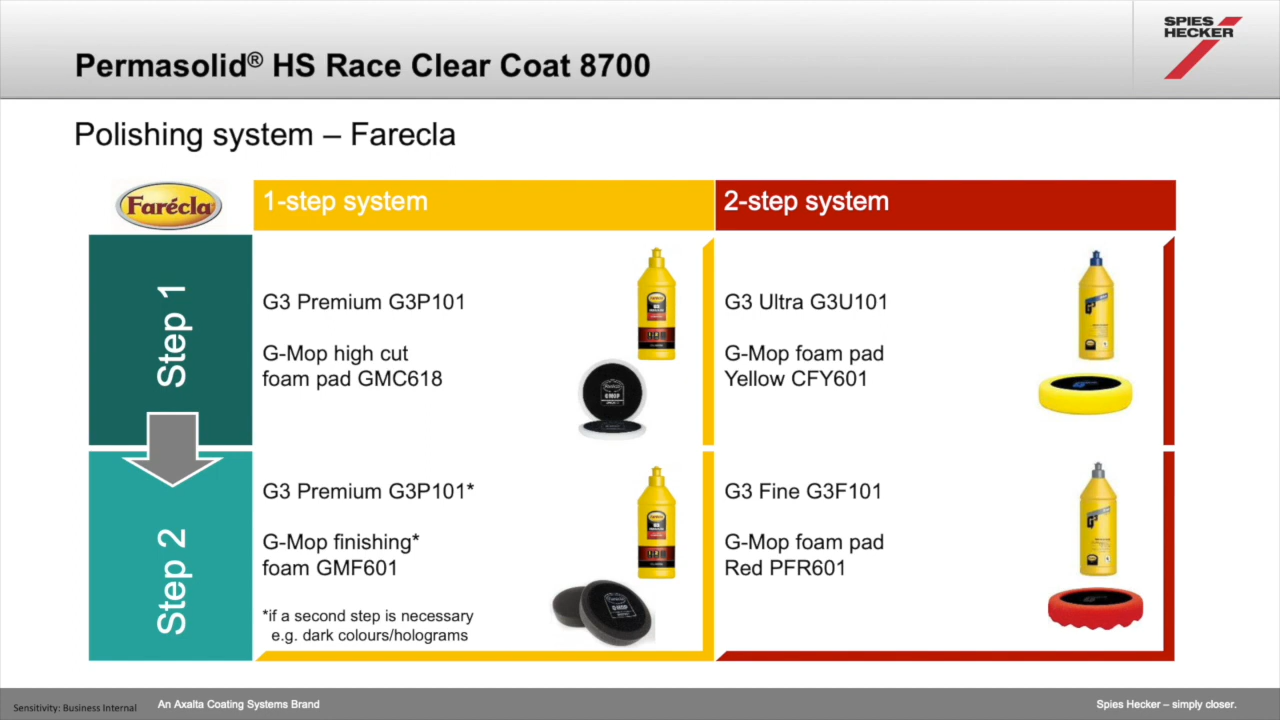 Permasolid® HS Race Clear Coat 8700
SPIES
HECKER
Polishing system – Farecla
Farécla
1-step system
2-step system
Step 1
G3 Premium G3P101
G-Mop high cut
foam pad GMC618
G3 Ultra G3U101
G-Mop foam pad
Yellow CFY601
Step 2
G3 Premium G3P101*
G-Mop finishing*
foam GMF601
*if a second step is necessary
e.g. dark colours/holograms
G3 Fine G3F101
G-Mop foam pad
Red PFR601
Sensitivity: Business Internal
An Axalta Coating Systems Brand
Spies Hecker – simply closer.